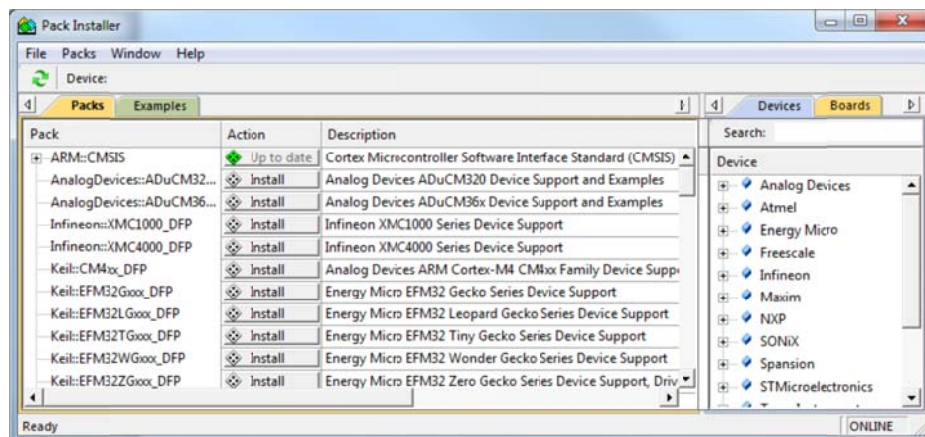 Pack Installer
File Packs Window Help
Device:
Packs Examples
Devices Boards
Pack Action Description
Search:
ARM::CMSIS Up to date Cortex Microcontroller Software Interface Standard (CMSIS)
Device
AnalogDevices::ADuCM32... Install Analog Devices ADuCM320 Device Support and Examples
Analog Devices
AnalogDevices::ADuCM36... Install Analog Devices ADuCM36x Device Support and Examples
Atmel
Infineon::XMC1000_DFP Install Infineon XMC1000 Series Device Support
Energy Micro
Infineon::XMC4000_DFP Install Infineon XMC4000 Series Device Support
Freescale
Keil::CM4xx_DFP Install Analog Devices ARM Cortex-M4 CM4xx Family Device Suppo
Infineon
Keil::EFM32Gxxx_DFP Install Energy Micro EFM32 Gecko Series Device Support
Maxim
Keil::EFM32LGxxx_DFP Install Energy Micro EFM32 Leopard Gecko Series Device Support
NXP
Keil::EFM32TGxxx_DFP Install Energy Micro EFM32 Tiny Gecko Series Device Support
SONiX
Keil::EFM32WGxxx_DFP Install Energy Micro EFM32 Wonder Gecko Series Device Support
Spansion
Keil::EFM32ZGxxx_DFP Install Energy Micro EFM32 Zero Gecko Series Device Support, Driv
STMicroelectronics
Ready ONLINE